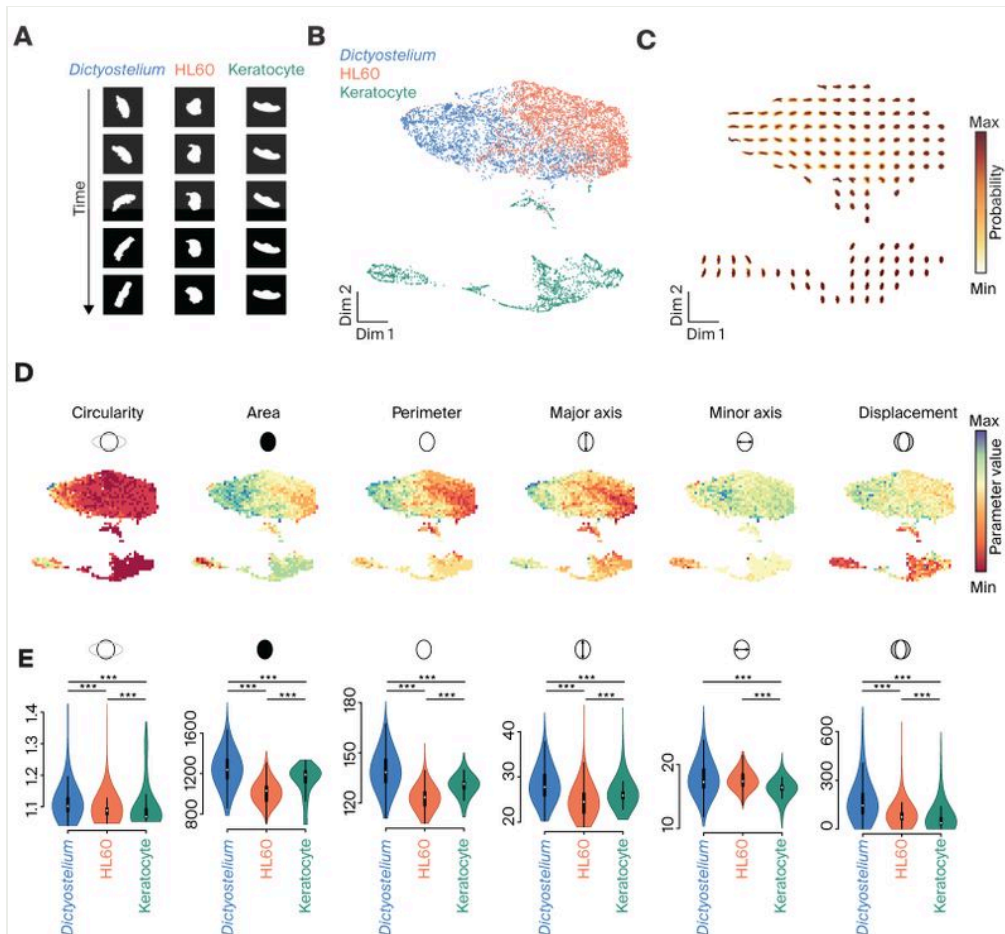 A
Dictyostelium HL60 Keratocyte
Time
B
Dictyostelium
HL60
Keratocyte
Dim 2
Dim 1
C
Max
Probability
Min
Dim 2
Dim 1
D
Circularity Area Perimeter Major axis Minor axis Displacement
Max
Parameter value
Min
E
*** *** *** *** *** ***
*** *** *** *** ***
*** *** *** *** *** ***
1.4
1.3
1.2
1.1
Dictyostelium
HL60
Keratocyte
1600
1200
800
Dictyostelium
HL60
Keratocyte
180
150
120
Dictyostelium
HL60
Keratocyte
40
30
20
Dictyostelium
HL60
Keratocyte
20
10
Dictyostelium
HL60
Keratocyte
600
300
0
Dictyostelium
HL60
Keratocyte